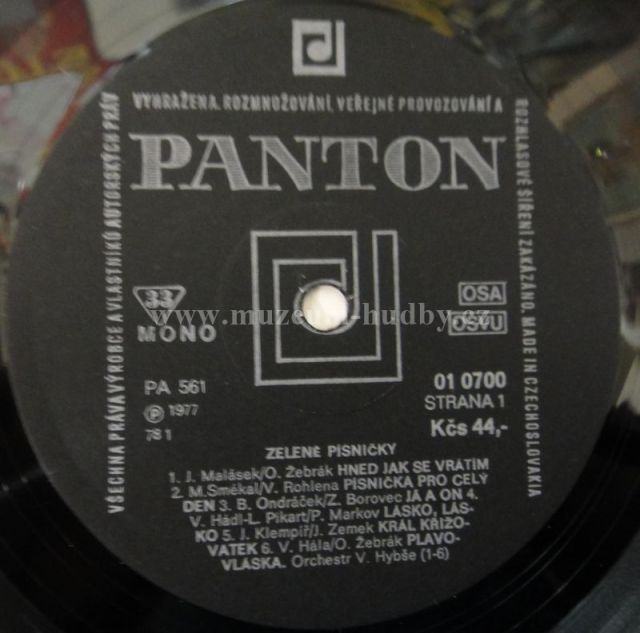 VŠECHNA PRÁVA VÝROBCE A VLASTNÍKŮ AUTORSKÝCH PRÁV
VYHRAŽENA. ROZMNOŽOVÁNÍ, VEŘEJNÉ PROVOZOVÁNÍ A
ROZHLASOVÉ ŠÍŘENÍ ZAKÁZÁNO. MADE IN CZECHOSLOVAKIA
PANTON
33
MONO
OSA
OSVU
www.muzeum-hudby.cz
PA 561
01 0700
℗ 1977
STRANA 1
78 1
Kčs 44,-
ZELENÉ PÍSNIČKY
1. J. Malásek/O. Žebrák HNED JAK SE VRÁTÍM
2. M.Smékal/V. Rohlena PÍSNIČKA PRO CELÝ
DEN 3. B. Ondráček/Z. Borovec JÁ A ON 4.
V. Hádl-L. Pikart/P. Markov LÁSKO, LÁS-
KO 5. J. Klempíř/J. Zemek KRÁL KŘIŽO-
VATEK 6. V. Hála/O. Žebrák PLAVO-
VLÁSKA. Orchestr V. Hybše (1-6)